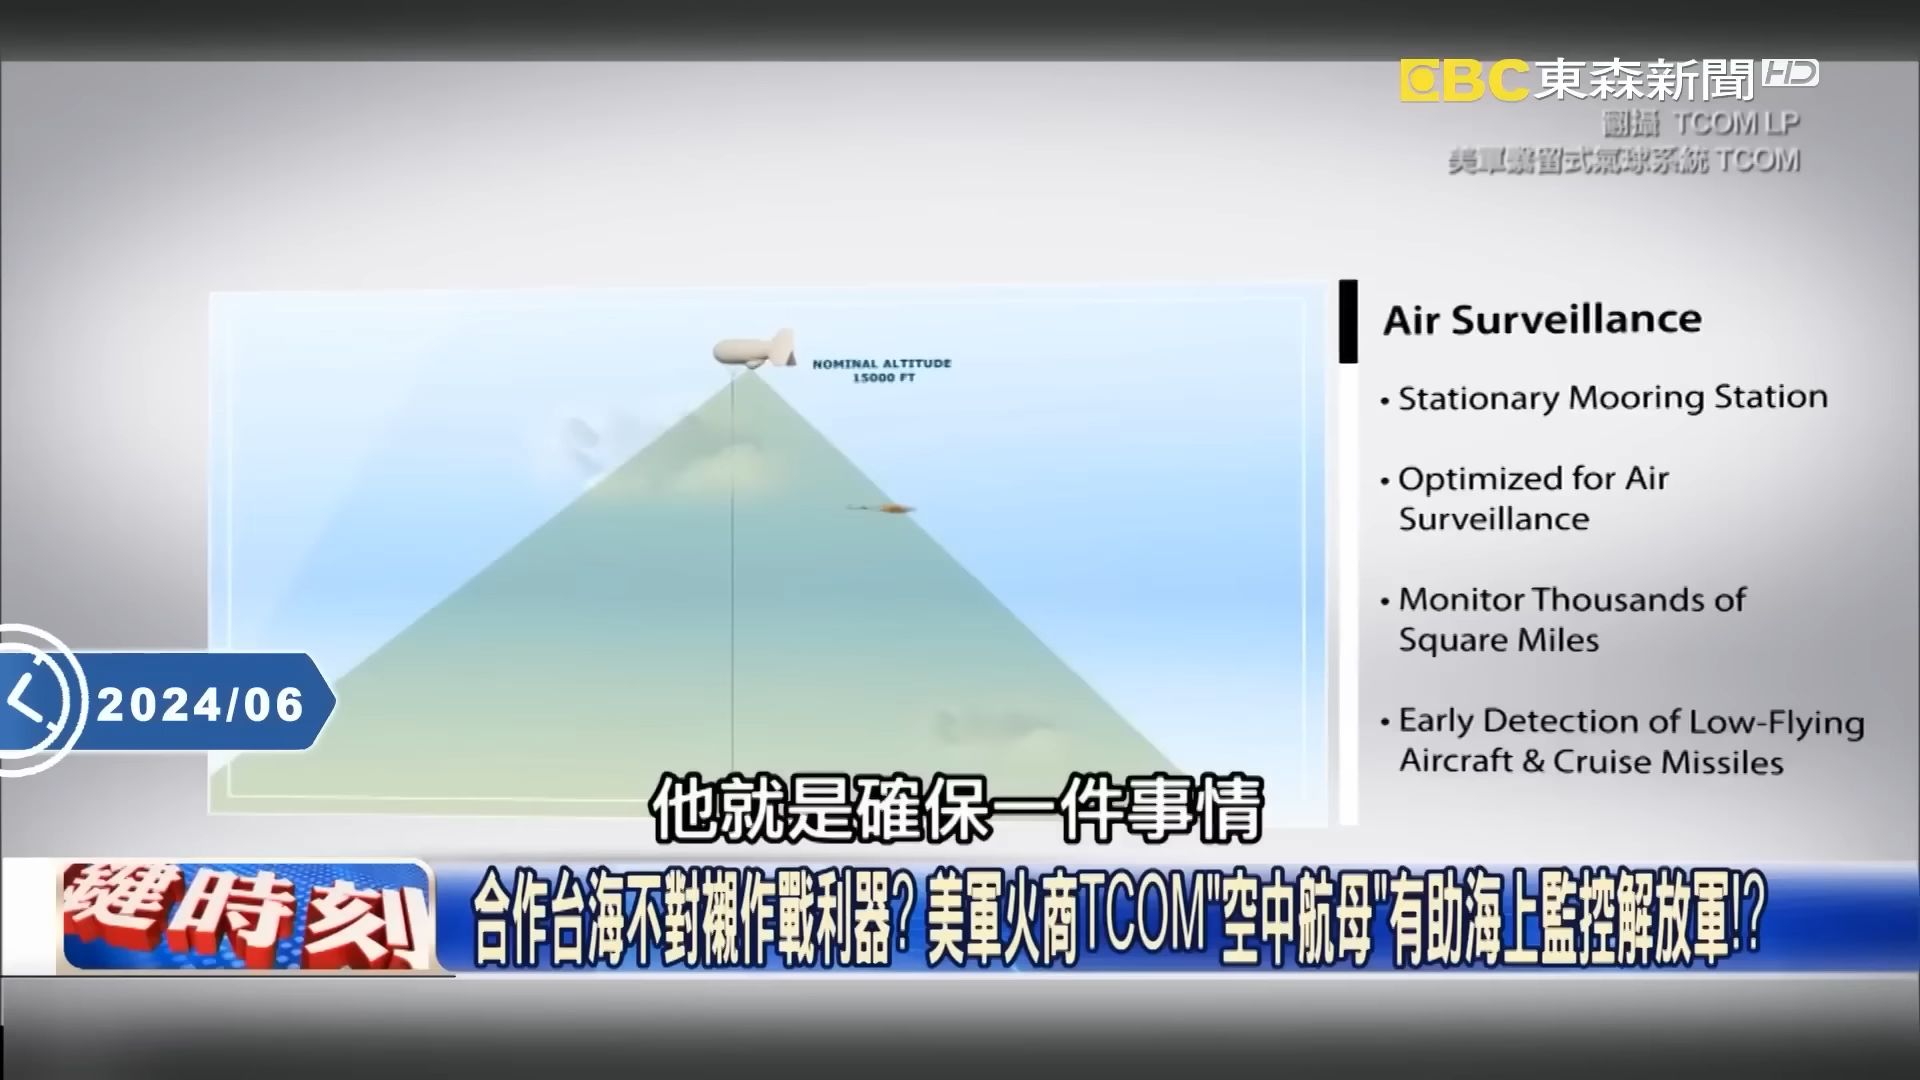 EBC東森新聞HD
翻攝 TCOM LP
美軍繫留式氣球系統 TCOM
Air Surveillance
NOMINAL ALTITUDE
15000 FT
• Stationary Mooring Station
• Optimized for Air
Surveillance
• Monitor Thousands of
Square Miles
• Early Detection of Low-Flying
Aircraft & Cruise Missiles
2024/06
他就是確保一件事情
鍵時刻
合作台海不對襯作戰利器? 美軍火商TCOM"空中航母"有助海上監控解放軍!?